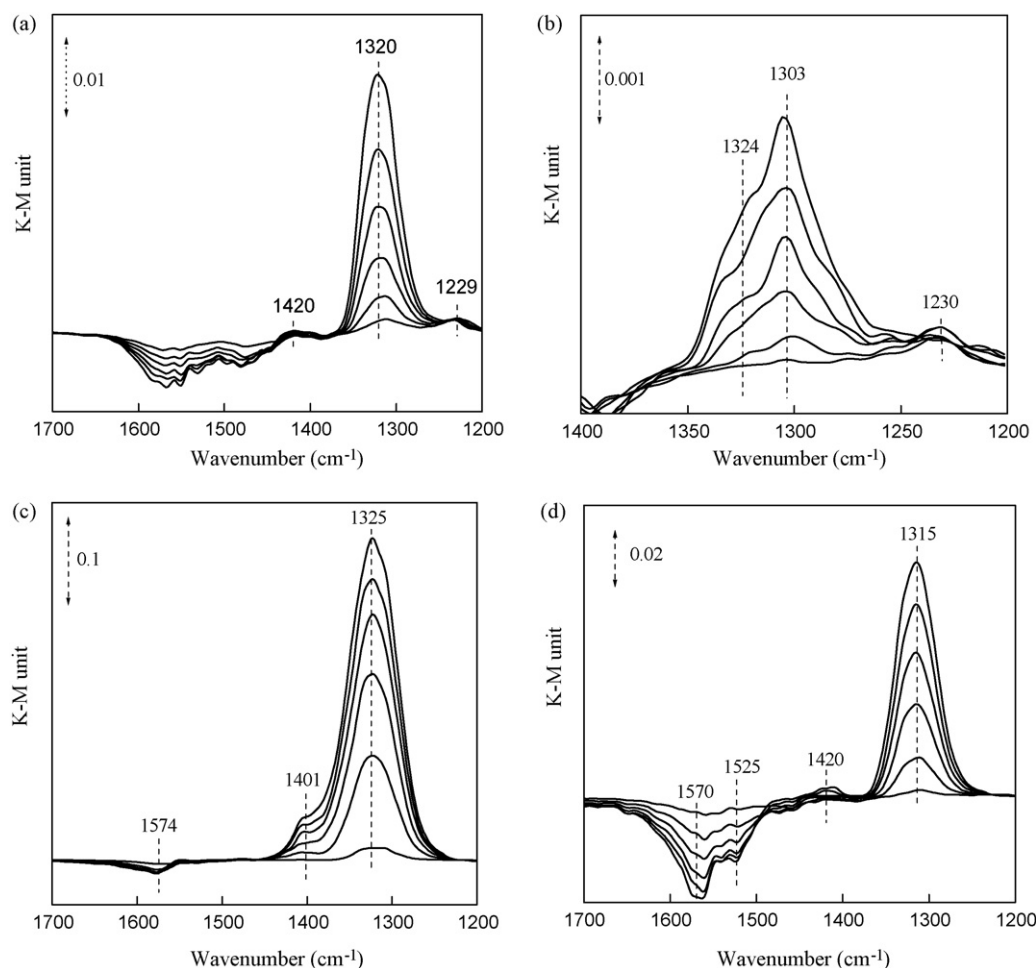 (a)
0.01
1320
1420
1229
K-M unit
1700 1600 1500 1400 1300 1200
Wavenumber (cm⁻¹)
(b)
0.001
1303
1324
1230
K-M unit
1400 1350 1300 1250 1200
Wavenumber (cm⁻¹)
(c)
0.1
1325
1401
1574
K-M unit
1700 1600 1500 1400 1300 1200
Wavenumber (cm⁻¹)
(d)
0.02
1315
1570
1525
1420
K-M unit
1700 1600 1500 1400 1300 1200
Wavenumber (cm⁻¹)